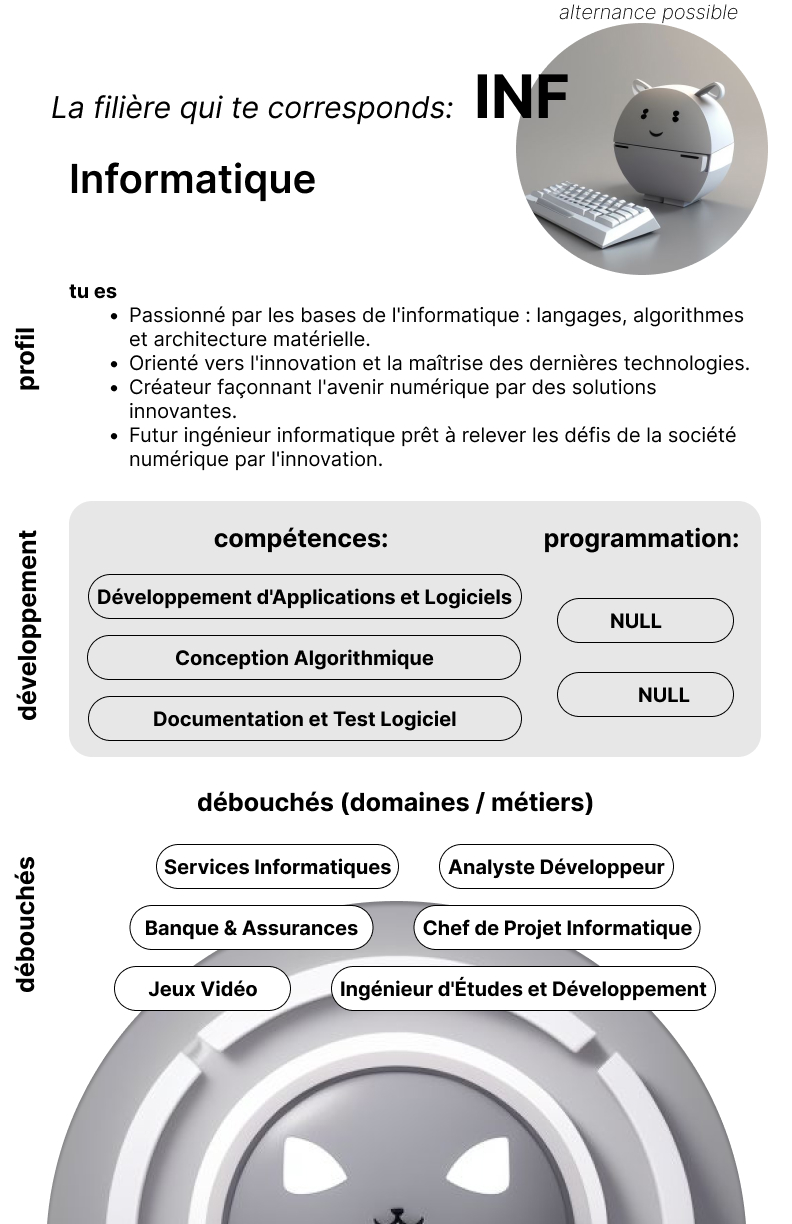 alternance possible
La filière qui te corresponds: INF
Informatique
tu es
profil
• Passionné par les bases de l'informatique : langages, algorithmes
et architecture matérielle.
• Orienté vers l'innovation et la maîtrise des dernières technologies.
• Créateur façonnant l'avenir numérique par des solutions
innovantes.
• Futur ingénieur informatique prêt à relever les défis de la société
numérique par l'innovation.
développement
compétences:
Développement d'Applications et Logiciels
Conception Algorithmique
Documentation et Test Logiciel
programmation:
NULL
NULL
débouchés (domaines / métiers)
débouchés
Services Informatiques
Analyste Développeur
Banque & Assurances
Chef de Projet Informatique
Jeux Vidéo
Ingénieur d'Études et Développement